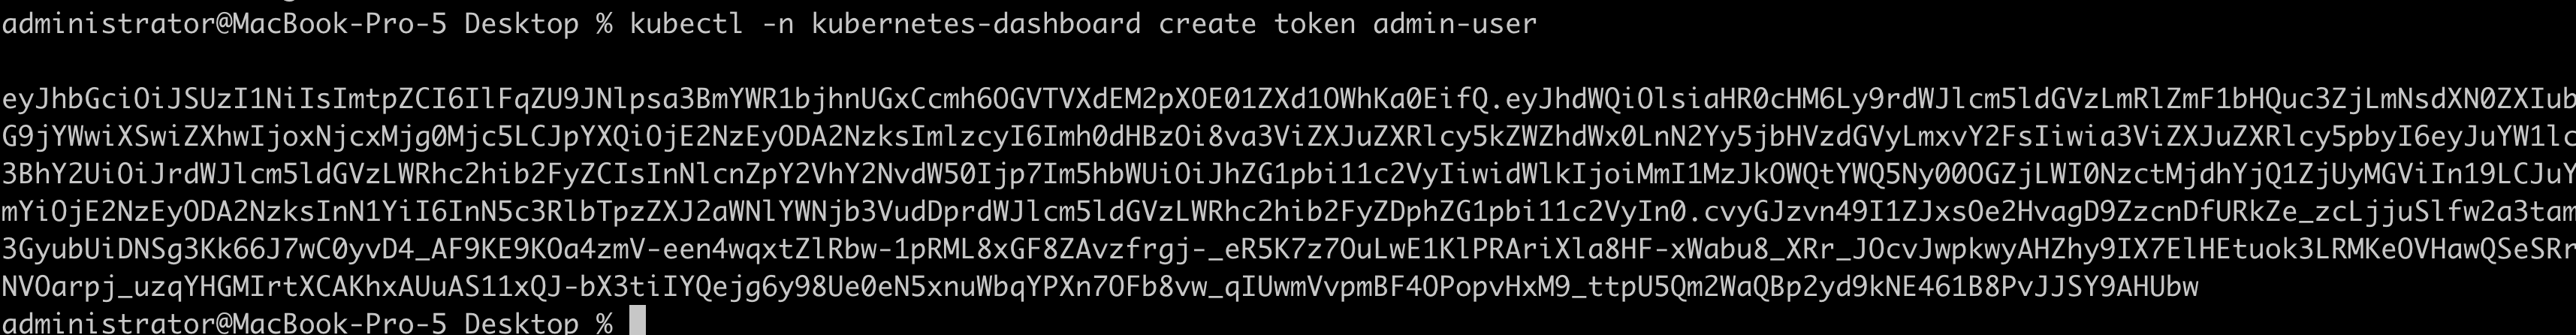 administrator@MacBook-Pro-5 Desktop % kubectl -n kubernetes-dashboard create token admin-user
eyJhbGciOiJSUzI1NiIsImtpZCI6IlFqZU9JNlpsa3BmYWR1bjhnUGxCcmh6OGVTVXdEM2pXOE01ZXd1OWhKa0EifQ.eyJhdWQiOlsiaHR0cHM6Ly9rdWJlcm5ldGVzLmRlZmF1bHQuc3ZjLmNsdXN0ZXIub
G9jYWwiXSwiZXhwIjoxNjcxMjg0Mjc5LCJpYXQiOjE2NzEyODA2NzksImlzcyI6Imh0dHBzOi8va3ViZXJuZXRlcy5kZWZhdWx0LnN2Yy5jbHVzdGVyLmxvY2FsIiwia3ViZXJuZXRlcy5pbyI6eyJuYW1lc
3BhY2UiOiJrdWJlcm5ldGVzLWRhc2hib2FyZCIsInNlcnZpY2VhY2NvdW50Ijp7Im5hbWUiOiJhZG1pbi11c2VyIiwidWlkIjoiMmI1MzJkOWQtYWQ5Ny00OGZjLWI0NzctMjdhYjQ1ZjUyMGViIn19LCJuY
mYiOjE2NzEyODA2NzksInN1YiI6InN5c3RlbTpzZXJ2aWNlYWNjb3VudDprdWJlcm5ldGVzLWRhc2hib2FyZDphZG1pbi11c2VyIn0.cvyGJzvn49I1ZJxsOe2HvagD9ZzcnDfURkZe_zcLjjuSlfw2a3tam
3GyubUiDNSg3Kk66J7wC0yvD4_AF9KE9KOa4zmV-een4wqxtZlRbw-1pRML8xGF8ZAvzfrgj-_eR5K7z7OuLwE1KlPRAriXla8HF-xWabu8_XRr_JOcvJwpkwyAHZhy9IX7ElHEtuok3LRMKeOVHawQSeSRr
NVOarpj_uzqYHGMIrtXCAKhxAUuAS11xQJ-bX3tiIYQejg6y98Ue0eN5xnuWbqYPXn7OFb8vw_qIUwmVvpmBF4OPopvHxM9_ttpU5Qm2WaQBp2yd9kNE461B8PvJJSY9AHUbw
administrator@MacBook-Pro-5 Desktop %